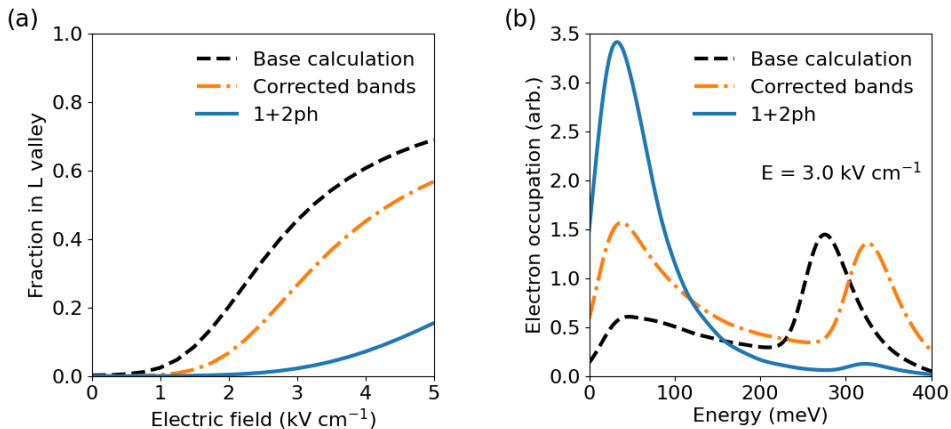 (a)
1.0
0.8
0.6
0.4
0.2
0.0
Fraction in L valley
Base calculation
Corrected bands
1+2ph
0 1 2 3 4 5
Electric field (kV cm⁻¹)
(b)
3.5
3.0
2.5
2.0
1.5
1.0
0.5
0.0
Electron occupation (arb.)
Base calculation
Corrected bands
1+2ph
E = 3.0 kV cm⁻¹
0 100 200 300 400
Energy (meV)